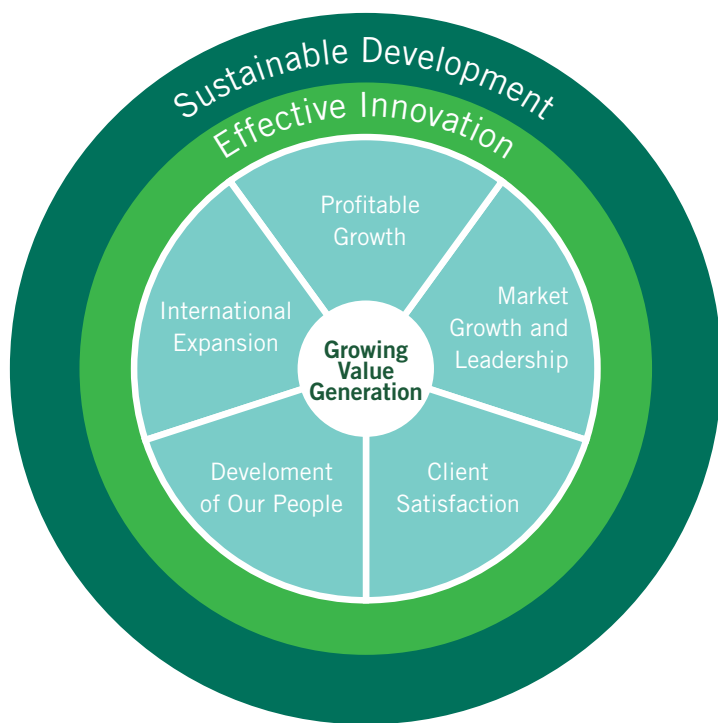 Sustainable Development
Effective Innovation
Profitable
Growth
International
Expansion
Market
Growth and
Leadership
Growing
Value
Generation
Develoment
of Our People
Client
Satisfaction